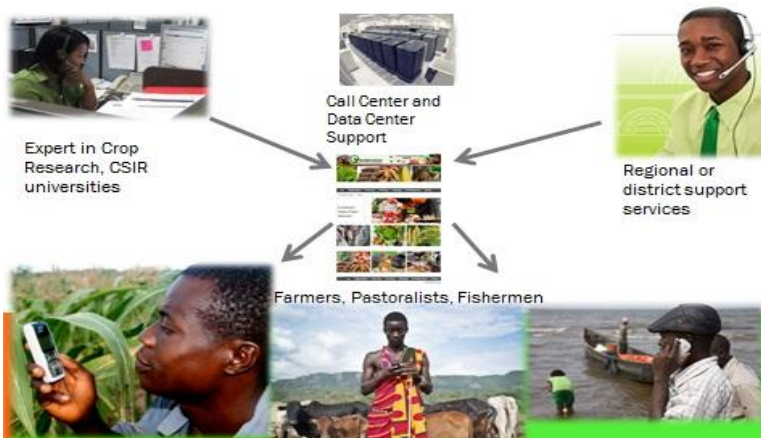 Call Center and
Data Center
Support
Expert in Crop
Research, CSIR
universities
Regional or
district support
services
Farmers, Pastoralists, Fishermen